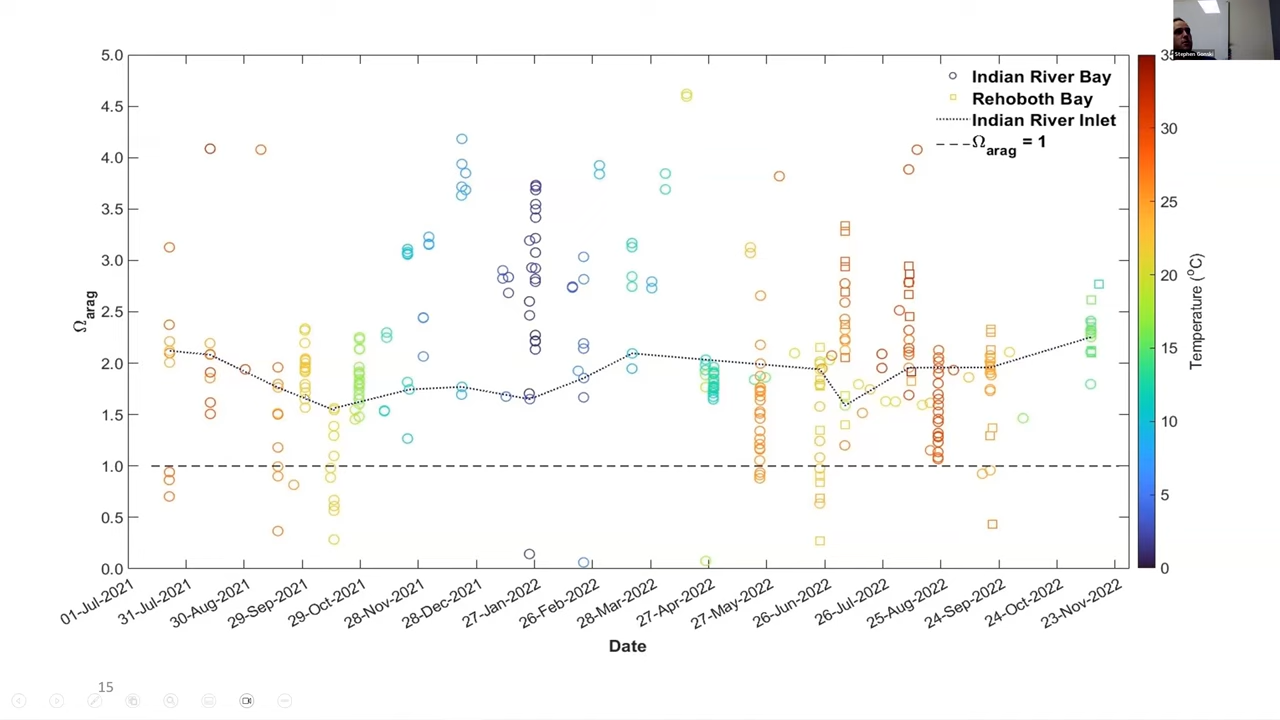 Stephen Gonski
5.0
4.5
4.0
3.5
3.0
2.5
2.0
1.5
1.0
0.5
0.0
Ωarag
Indian River Bay
Rehoboth Bay
Indian River Inlet
Ωarag = 1
01-Jul-2021
31-Jul-2021
30-Aug-2021
29-Sep-2021
29-Oct-2021
28-Nov-2021
28-Dec-2021
27-Jan-2022
26-Feb-2022
28-Mar-2022
27-Apr-2022
27-May-2022
26-Jun-2022
26-Jul-2022
25-Aug-2022
24-Sep-2022
24-Oct-2022
23-Nov-2022
Date
35
30
25
20
15
10
5
0
Temperature (oC)
15